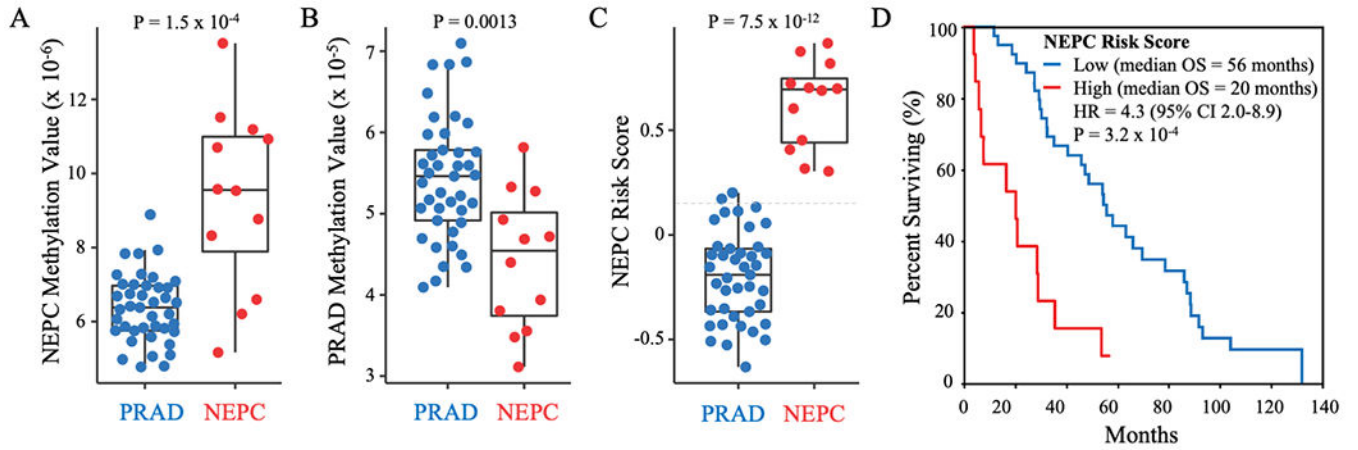 A
P = 1.5 x 10-4
NEPC Methylation Value (x 10-6)
12
10
8
6
PRAD
NEPC
B
P = 0.0013
PRAD Methylation Value (x 10-5)
7
6
5
4
3
PRAD
NEPC
C
P = 7.5 x 10-12
NEPC Risk Score
0.5
0
-0.5
PRAD
NEPC
D
Percent Surviving (%)
100%
80%
60
40
20
0
NEPC Risk Score
Low (median OS = 56 months)
High (median OS = 20 months)
HR = 4.3 (95% CI 2.0-8.9)
P = 3.2 x 10-4
0
20
40
60
80
100
120
140
Months